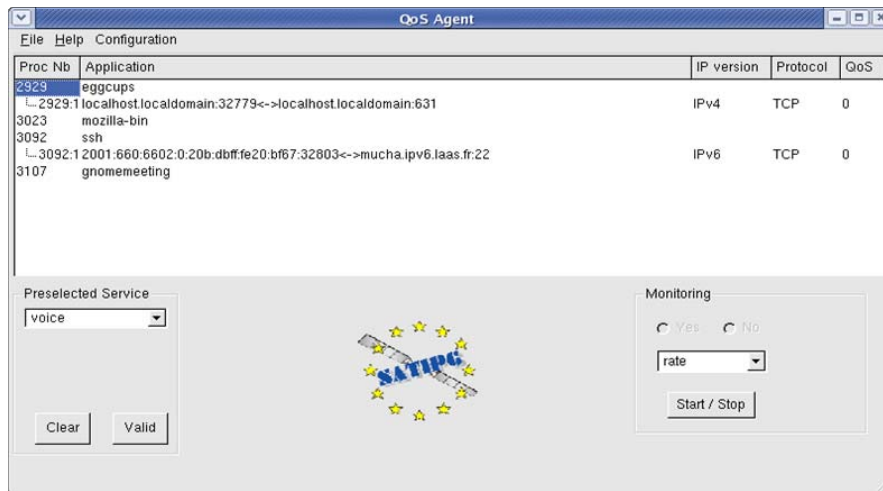 QoS Agent
File Help Configuration
Proc Nb Application IP version Protocol QoS
2929 eggcups
2929:1 localhost.localdomain:32779<->localhost.localdomain:631 IPv4 TCP 0
3023 mozilla-bin
3092 ssh
3092:1 2001:660:6602:0:20b:dbff:fe20:bf67:32803<->mucha.ipv6.laas.fr:22 IPv6 TCP 0
3107 gnomemeeting
Preselected Service
voice
Clear Valid
SATIP6
Monitoring
Yes No
rate
Start / Stop